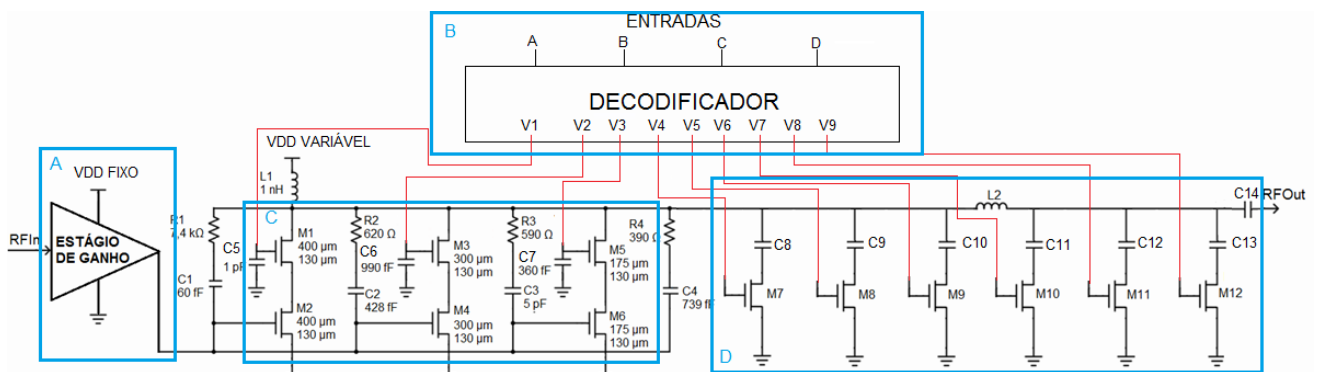 ENTRADAS
B
A
B
C
D
DECODIFICADOR
V1
V2
V3
V4
V5
V6
V7
V8
V9
VDD VARIÁVEL
A
VDD FIXO
L1
1 nH
L2
C14
RFOut
RFIn
ESTÁGIO
DE GANHO
R1
7,4 kΩ
C1
60 fF
C5
1 pF
C
M1
400 µm
130 µm
M2
400 µm
130 µm
R2
620 Ω
C6
990 fF
C2
428 fF
M3
300 µm
130 µm
M4
300 µm
130 µm
R3
590 Ω
C7
360 fF
C3
5 pF
M5
175 µm
130 µm
M6
175 µm
130 µm
R4
390 Ω
C4
739 fF
C8
C9
C10
C11
C12
C13
M7
M8
M9
M10
M11
M12
D